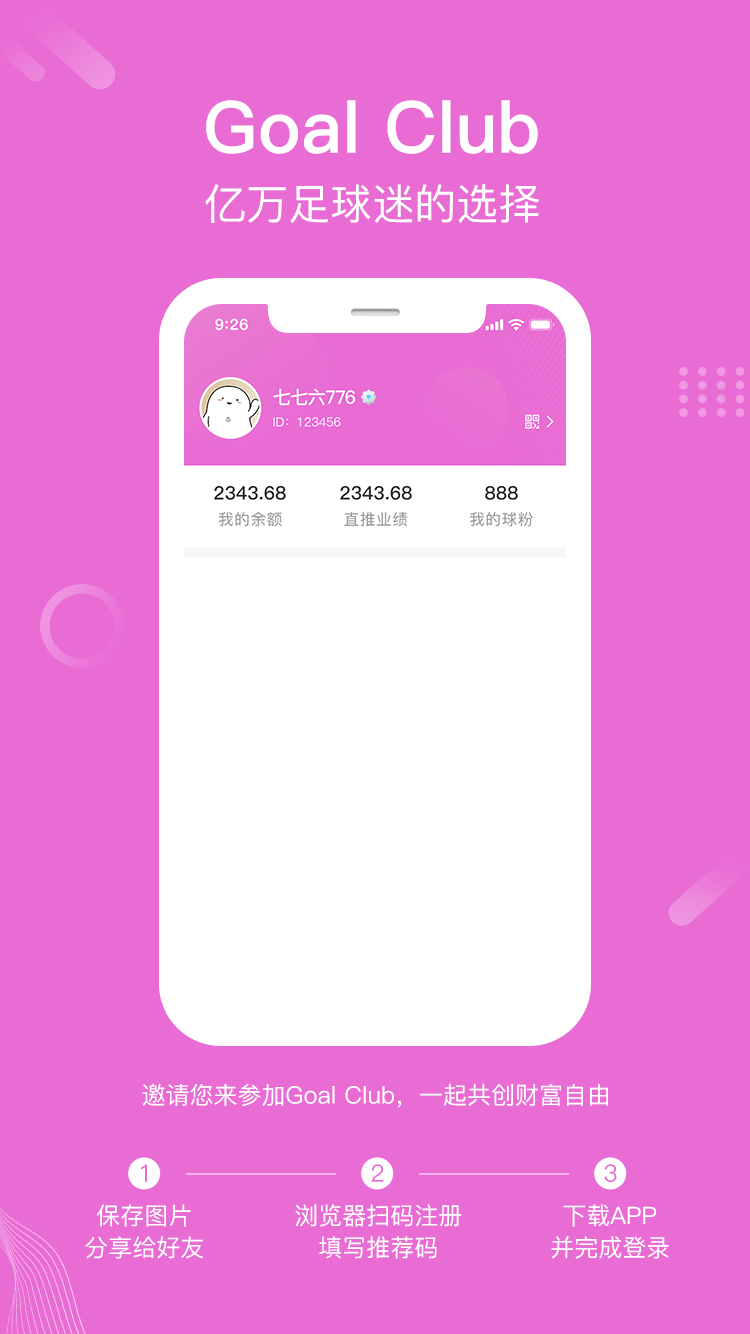 Goal Club
亿万足球迷的选择
9:26
七七六776
ID：123456
2343.68 2343.68 888
我的余额 直推业绩 我的球粉
邀请您来参加Goal Club，一起共创财富自由
1 2 3
保存图片 浏览器扫码注册 下载APP
分享给好友 填写推荐码 并完成登录